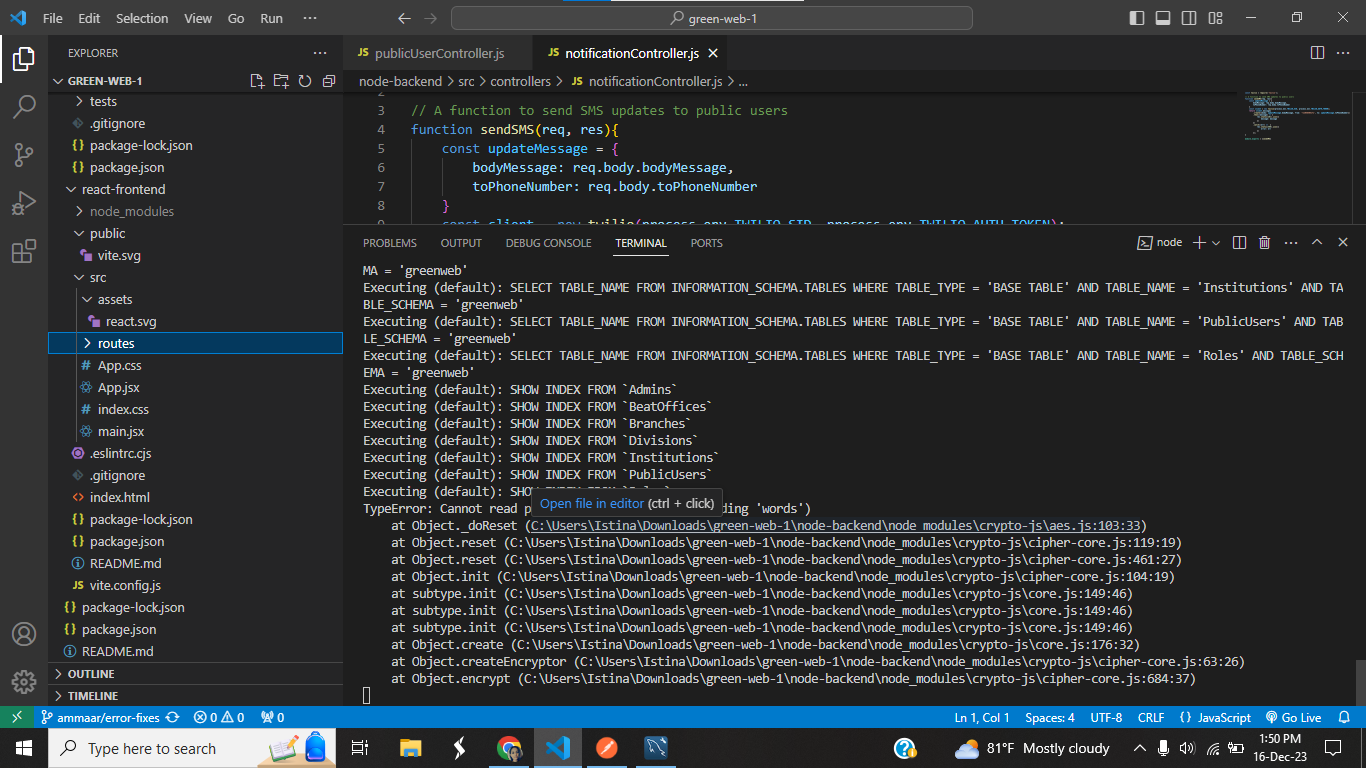 File Edit Selection View Go Run ··· green-web-1
EXPLORER
GREEN-WEB-1
tests
.gitignore
package-lock.json
package.json
react-frontend
node_modules
public
vite.svg
src
assets
react.svg
routes
App.css
App.jsx
index.css
main.jsx
.eslintrc.cjs
.gitignore
index.html
package-lock.json
package.json
README.md
vite.config.js
package-lock.json
package.json
README.md
OUTLINE
TIMELINE
JS publicUserController.js JS notificationController.js
node-backend > src > controllers > JS notificationController.js > ...
2
3 // A function to send SMS updates to public users
4 function sendSMS(req, res){
5 const updateMessage = {
6 bodyMessage: req.body.bodyMessage,
7 toPhoneNumber: req.body.toPhoneNumber
8 }
9 const client = new twilio(process.env.TWILIO_SID, process.env.TWILIO_AUTH_TOKEN);
PROBLEMS OUTPUT DEBUG CONSOLE TERMINAL PORTS node
MA = 'greenweb'
Executing (default): SELECT TABLE_NAME FROM INFORMATION_SCHEMA.TABLES WHERE TABLE_TYPE = 'BASE TABLE' AND TABLE_NAME = 'Institutions' AND TA
BLE_SCHEMA = 'greenweb'
Executing (default): SELECT TABLE_NAME FROM INFORMATION_SCHEMA.TABLES WHERE TABLE_TYPE = 'BASE TABLE' AND TABLE_NAME = 'PublicUsers' AND TAB
LE_SCHEMA = 'greenweb'
Executing (default): SELECT TABLE_NAME FROM INFORMATION_SCHEMA.TABLES WHERE TABLE_TYPE = 'BASE TABLE' AND TABLE_NAME = 'Roles' AND TABLE_SCH
EMA = 'greenweb'
Executing (default): SHOW INDEX FROM `Admins`
Executing (default): SHOW INDEX FROM `BeatOffices`
Executing (default): SHOW INDEX FROM `Branches`
Executing (default): SHOW INDEX FROM `Divisions`
Executing (default): SHOW INDEX FROM `Institutions`
Executing (default): SHOW INDEX FROM `PublicUsers`
Executing (default): SHOW
Open file in editor (ctrl + click)
TypeError: Cannot read ding 'words')
at Object._doReset (C:\Users\Istina\Downloads\green-web-1\node-backend\node_modules\crypto-js\aes.js:103:33)
at Object.reset (C:\Users\Istina\Downloads\green-web-1\node-backend\node_modules\crypto-js\cipher-core.js:119:19)
at Object.reset (C:\Users\Istina\Downloads\green-web-1\node-backend\node_modules\crypto-js\cipher-core.js:461:27)
at Object.init (C:\Users\Istina\Downloads\green-web-1\node-backend\node_modules\crypto-js\cipher-core.js:104:19)
at subtype.init (C:\Users\Istina\Downloads\green-web-1\node-backend\node_modules\crypto-js\core.js:149:46)
at subtype.init (C:\Users\Istina\Downloads\green-web-1\node-backend\node_modules\crypto-js\core.js:149:46)
at subtype.init (C:\Users\Istina\Downloads\green-web-1\node-backend\node_modules\crypto-js\core.js:149:46)
at Object.create (C:\Users\Istina\Downloads\green-web-1\node-backend\node_modules\crypto-js\core.js:176:32)
at Object.createEncryptor (C:\Users\Istina\Downloads\green-web-1\node-backend\node_modules\crypto-js\cipher-core.js:63:26)
at Object.encrypt (C:\Users\Istina\Downloads\green-web-1\node-backend\node_modules\crypto-js\cipher-core.js:684:37)
ammaar/error-fixes 0 0 0 Ln 1, Col 1 Spaces: 4 UTF-8 CRLF {} JavaScript Go Live
Type here to search 81°F Mostly cloudy 1:50 PM
16-Dec-23